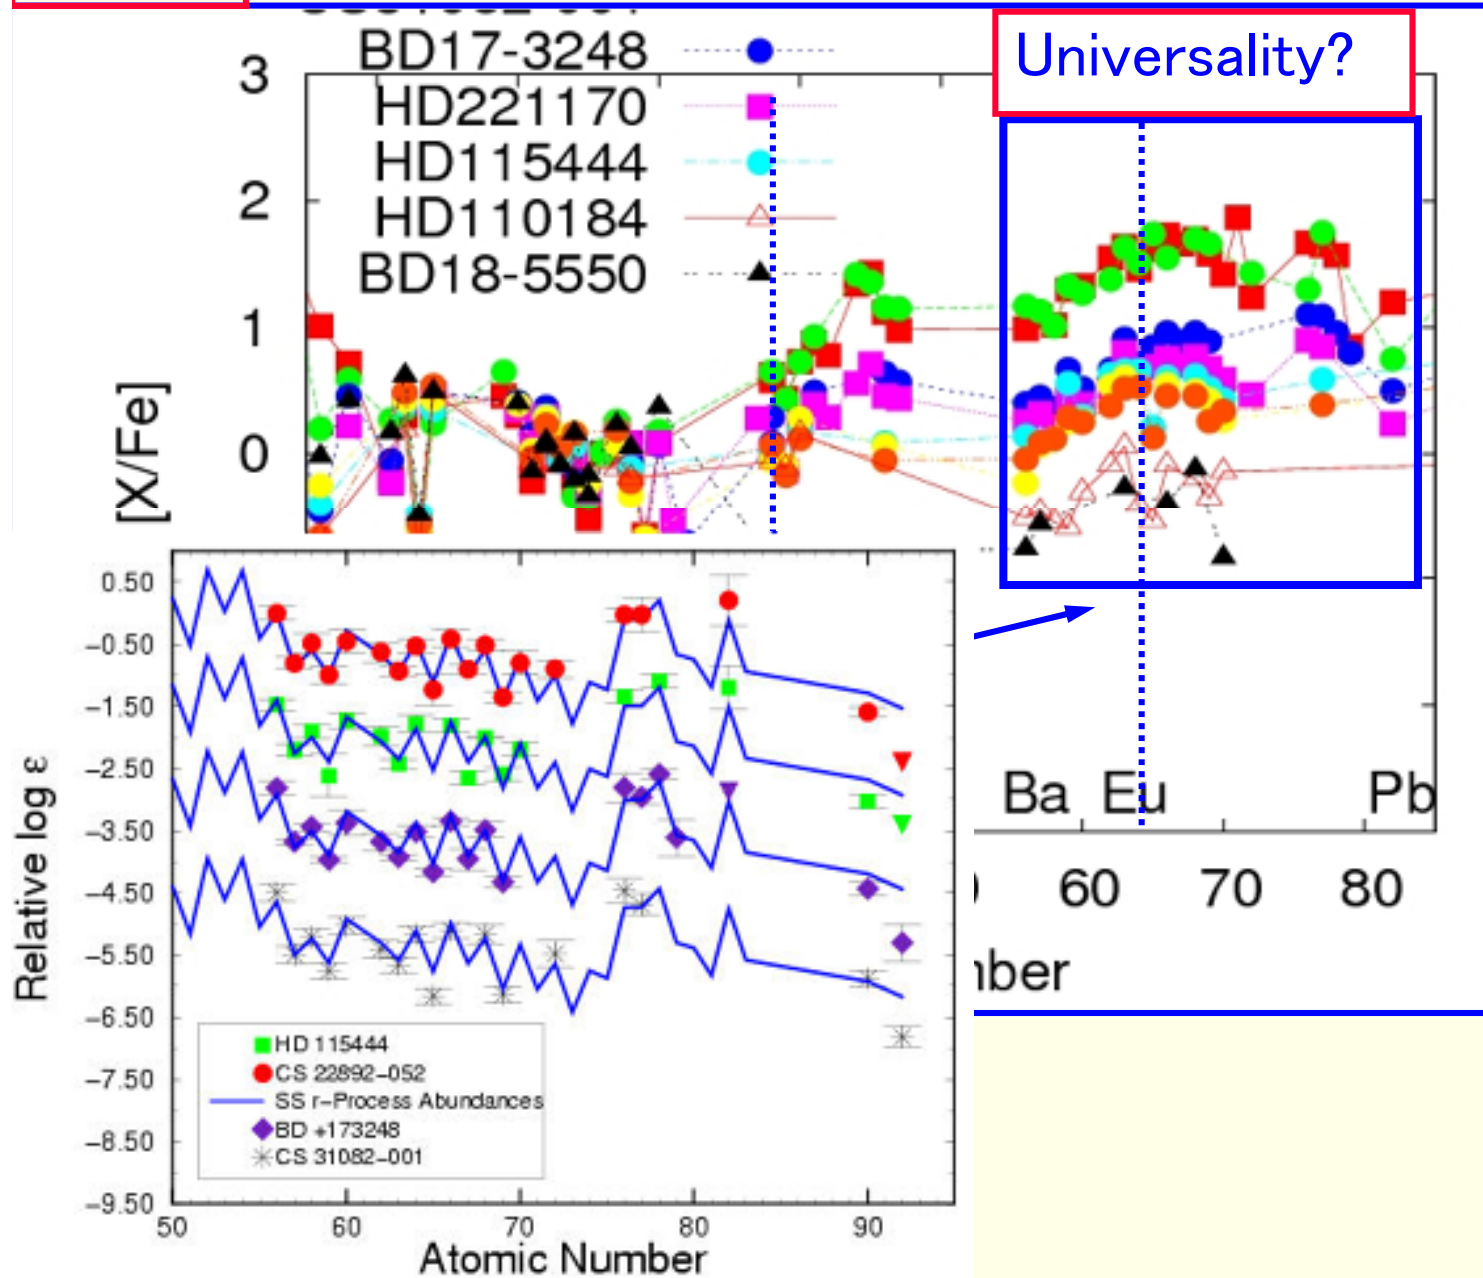 Universality?
BD17-3248
HD221170
HD115444
HD110184
BD18-5550
3
2
1
0
[X/Fe]
Ba Eu Pb
60 70 80
0.50
−0.50
−1.50
−2.50
−3.50
−4.50
−5.50
−6.50
−7.50
−8.50
−9.50
Relative log ε
HD 115444
CS 22892−052
SS r−Process Abundances
BD +173248
CS 31082−001
50 60 70 80 90
Atomic Number